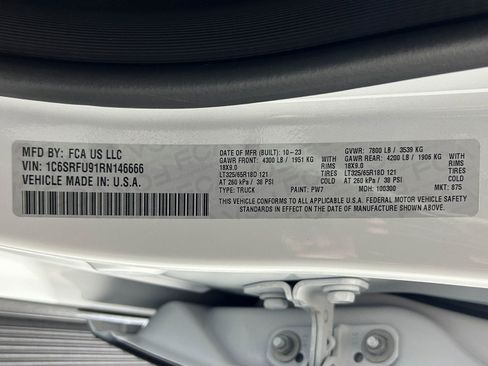 MFD BY: FCA US LLC
VIN: 1C6SRFU91RN146666
VEHICLE MADE IN: U.S.A.
DATE OF MFR (BUILT): 10-23 GVWR: 7800 LB / 3539 KG
GAWR FRONT: 4300 LB / 1951 KG WITH GAWR REAR: 4200 LB / 1905 KG WITH
18X9.0 RIMS 18X9.0 RIMS
LT325/65R18D 121 TIRES LT325/65R18D 121 TIRES
AT 260 kPa / 38 PSI COLD AT 260 kPa / 38 PSI COLD
TYPE: TRUCK PAINT: PW7 MDH: 100300 MKT: 875
THIS VEHICLE CONFORMS TO ALL APPLICABLE U.S.A. FEDERAL MOTOR VEHICLE SAFETY
STANDARDS IN EFFECT ON THE DATE OF MANUFACTURE SHOWN ABOVE.